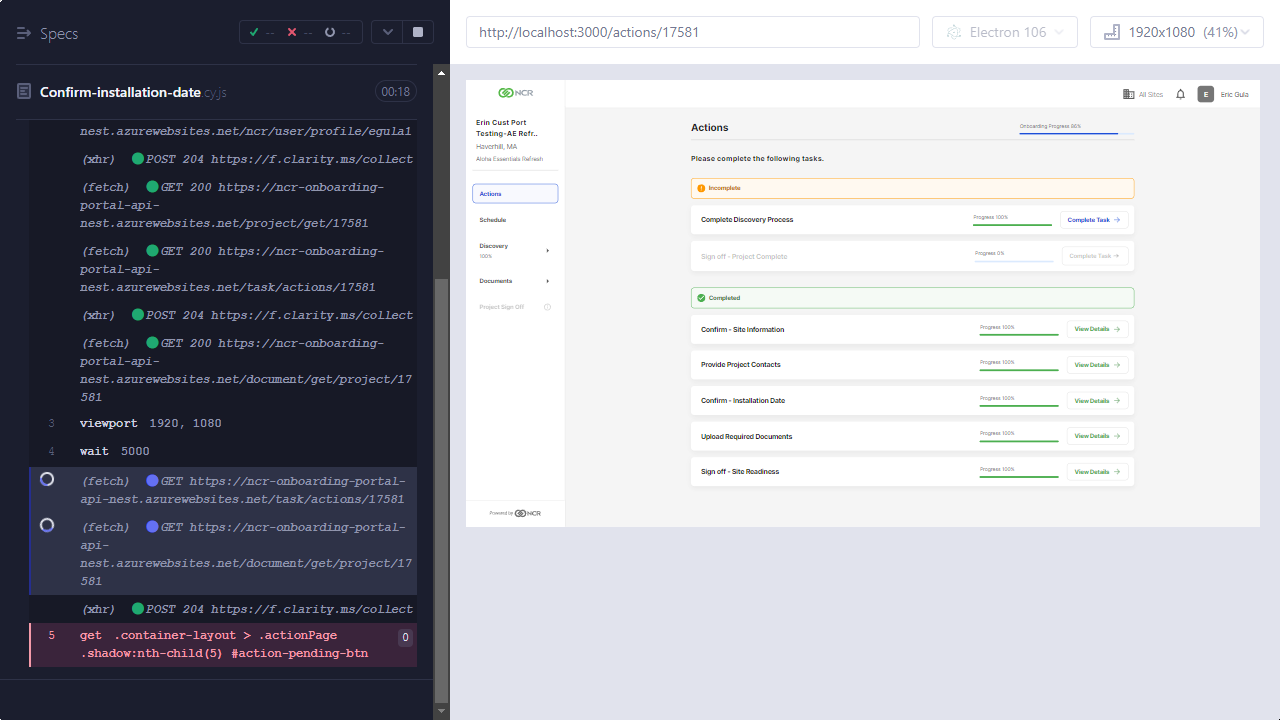 Specs
--
--
--
http://localhost:3000/actions/17581
Electron 106
1920x1080 (41%)
Confirm-installation-date.cy.js
00:18
nest.azurewebsites.net/ncr/user/site/
(xhr) POST 204 https://f.clarity.ms/collect
(fetch) GET 200 https://ncr-onboarding-
portal-api-
nest.azurewebsites.net/project/get/17581
(fetch) GET 200 https://ncr-onboarding-
portal-api-
nest.azurewebsites.net/task/actions/17581
(xhr) POST 204 https://f.clarity.ms/collect
(fetch) GET 200 https://ncr-onboarding-
portal-api-
nest.azurewebsites.net/document/get/project/17
581
3 viewport 1920, 1080
4 wait 5000
(fetch) GET https://ncr-onboarding-portal-
api-nest.azurewebsites.net/task/actions/17581
(fetch) GET https://ncr-onboarding-portal-
api-
nest.azurewebsites.net/document/get/project/17
581
(xhr) POST 204 https://f.clarity.ms/collect
5 get .container-layout > .actionPage
.shadow:nth-child(5) #action-pending-btn
0
NCR
Erin Cust Port
Testing-AE Refr..
Haverhill, MA
Aloha Essentials Refresh
Actions
Schedule
Discovery
100%
Documents
Project Sign Off
Powered by NCR
All Sites
E
Eric Gula
Actions
Onboarding Progress 86%
Please complete the following tasks.
Incomplete
Complete Discovery Process
Progress 100%
Complete Task
Sign off - Project Complete
Progress 0%
Complete Task
Completed
Confirm - Site Information
Progress 100%
View Details
Provide Project Contacts
Progress 100%
View Details
Confirm - Installation Date
Progress 100%
View Details
Upload Required Documents
Progress 100%
View Details
Sign off - Site Readiness
Progress 100%
View Details